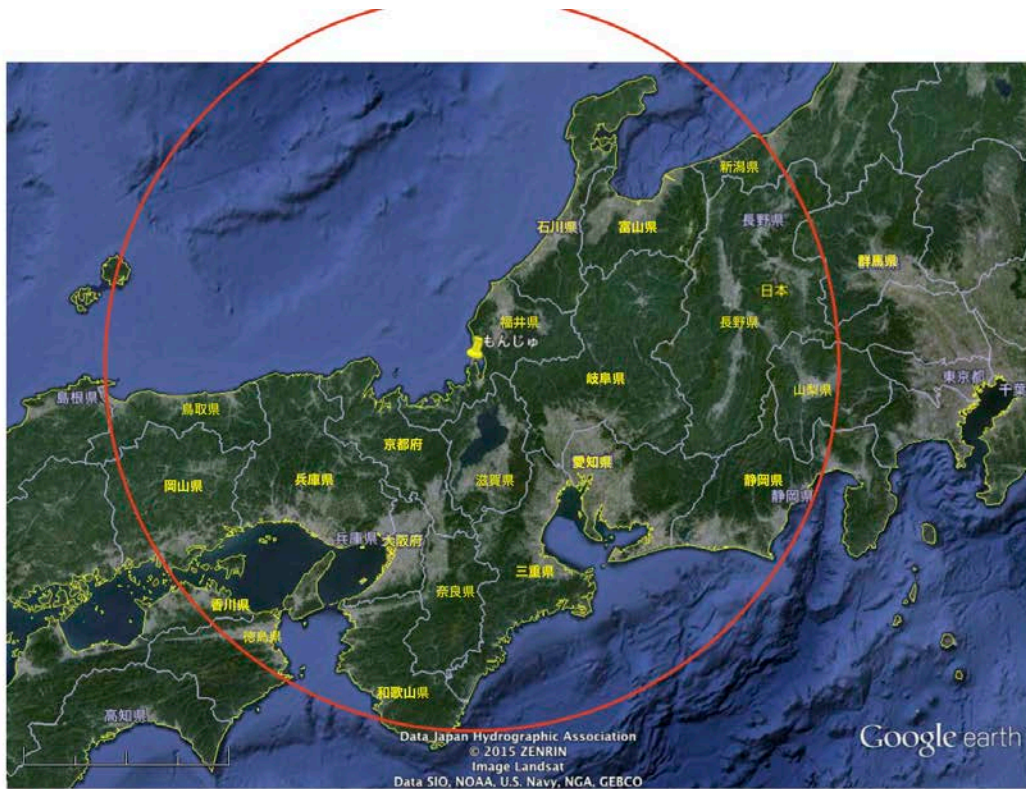 新潟県
石川県
富山県
長野県
群馬県
日本
福井県
長野県
もんじゅ
岐阜県
東京都
千葉
山梨県
島根県
鳥取県
京都府
愛知県
岡山県
兵庫県
滋賀県
静岡県
静岡県
兵庫県
大阪府
三重県
奈良県
香川県
徳島県
和歌山県
高知県
Data Japan Hydrographic Association
© 2015 ZENRIN
Image Landsat
Data SIO, NOAA, U.S. Navy, NGA, GEBCO
Google earth